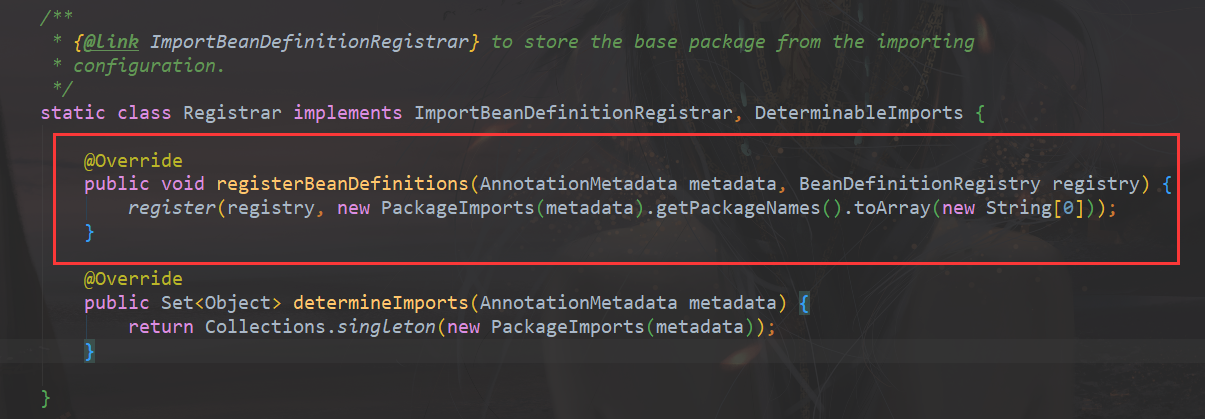 /**
* {@link ImportBeanDefinitionRegistrar} to store the base package from the importing
* configuration.
*/
static class Registrar implements ImportBeanDefinitionRegistrar, DeterminableImports {
@Override
public void registerBeanDefinitions(AnnotationMetadata metadata, BeanDefinitionRegistry registry) {
register(registry, new PackageImports(metadata).getPackageNames().toArray(new String[0]));
}
@Override
public Set<Object> determineImports(AnnotationMetadata metadata) {
return Collections.singleton(new PackageImports(metadata));
}
}